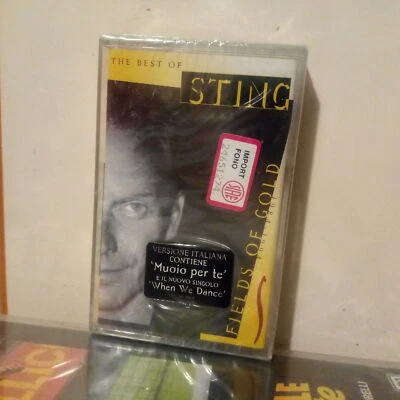 THE BEST OF
STING
IMPORT
FONO
SIAE
FIELDS OF GOLD
VERSIONE ITALIANA
CONTIENE
'Muoio per te'
E IL NUOVO SINGOLO
'When We Dance'